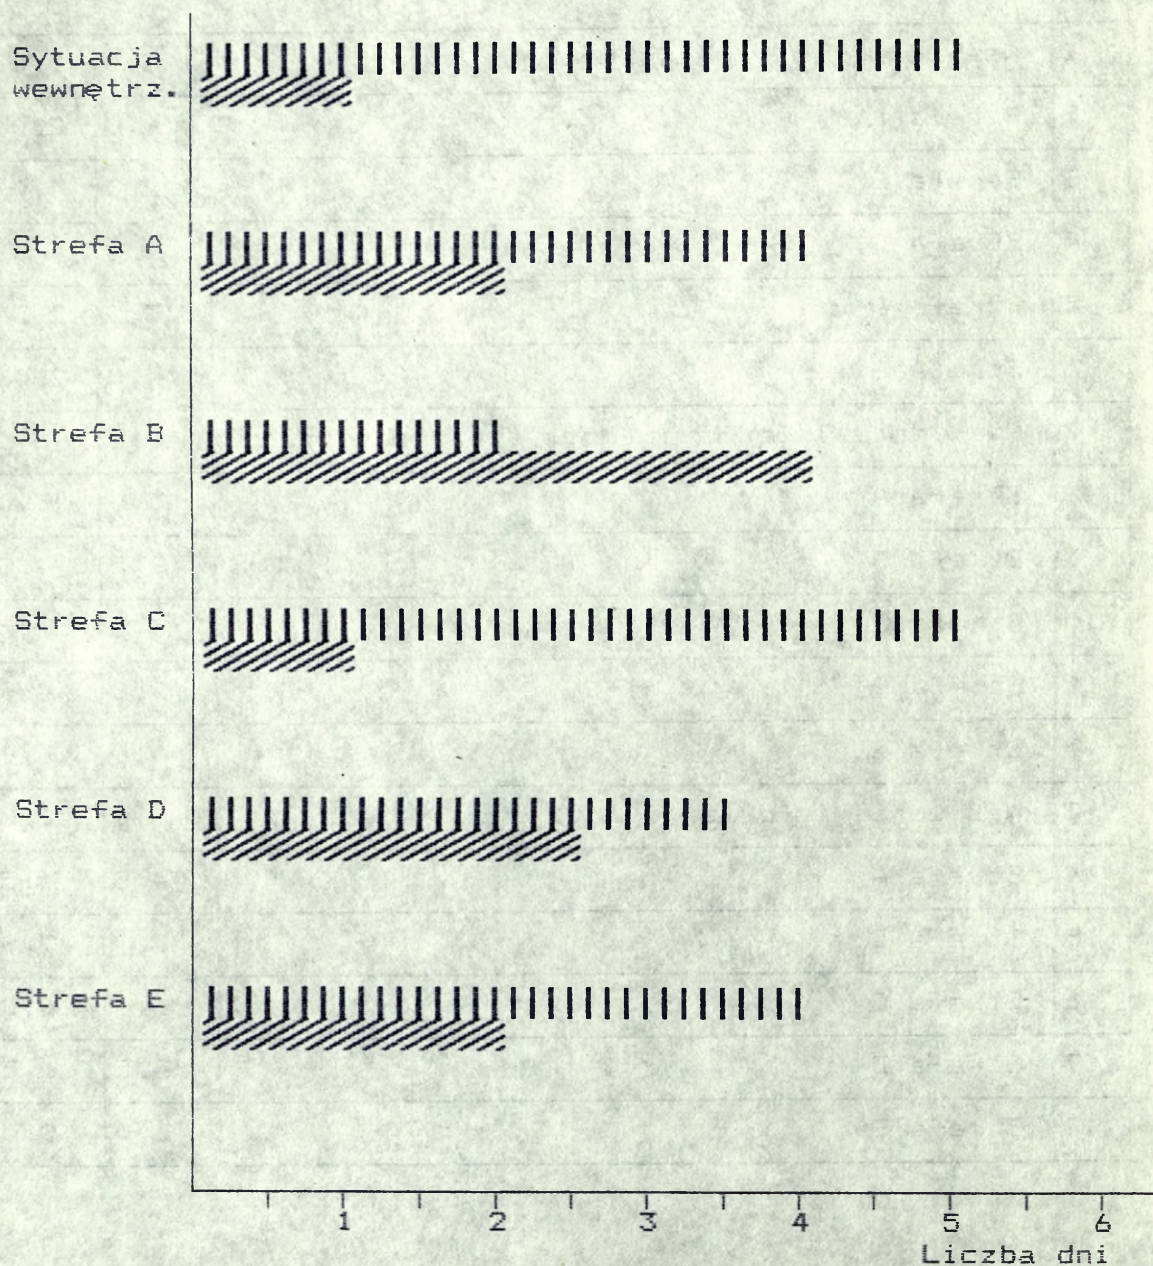 Sytuacja
wewnętrz.
Strefa A
Strefa B
Strefa C
Strefa D
Strefa E
1 2 3 4 5 6
Liczba dni